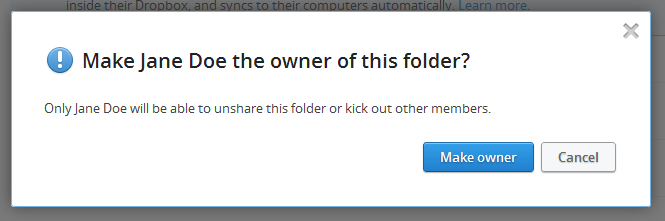 inside their Dropbox, and syncs to their computers automatically. Learn more.
Make Jane Doe the owner of this folder?
Only Jane Doe will be able to unshare this folder or kick out other members.
Make owner Cancel